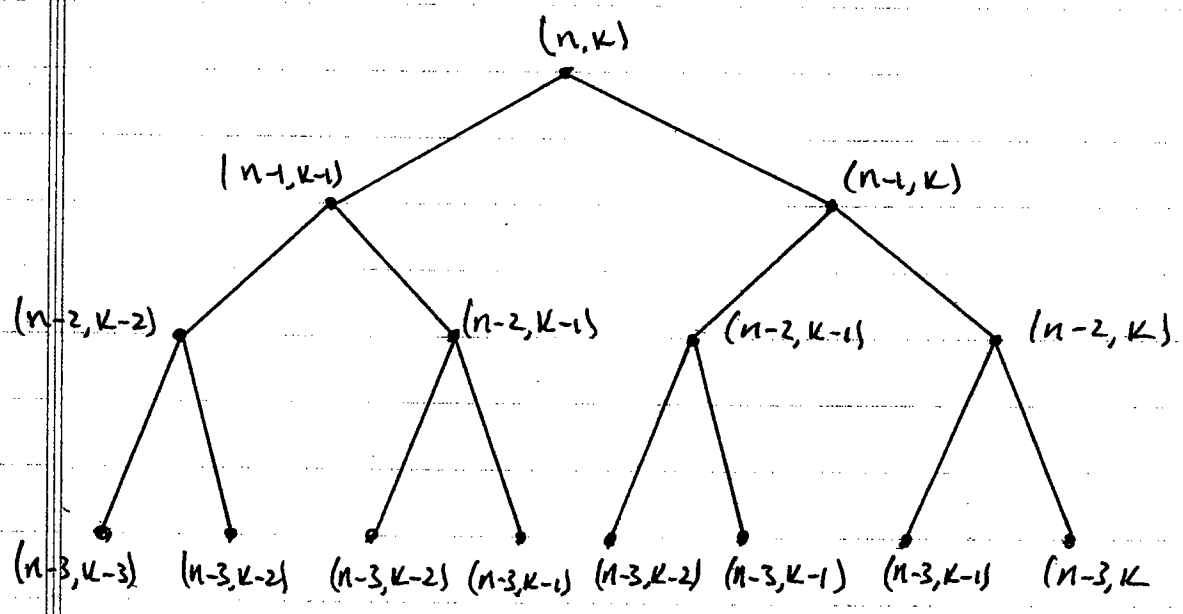 (n,k)
(n-1,k-1) (n-1,k)
(n-2,k-2) (n-2,k-1) (n-2,k-1) (n-2,k)
(n-3,k-3) (n-3,k-2) (n-3,k-2) (n-3,k-1) (n-3,k-2) (n-3,k-1) (n-3,k-1) (n-3,k